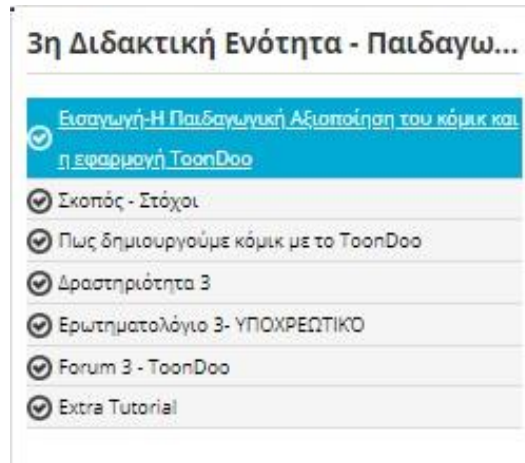 3η Διδακτική Ενότητα - Παιδαγω...
Εισαγωγή-Η Παιδαγωγική Αξιοποίηση του κόμικ και
η εφαρμογή ToonDoo
Σκοπός - Στόχοι
Πως δημιουργούμε κόμικ με το ToonDoo
Δραστηριότητα 3
Ερωτηματολόγιο 3- ΥΠΟΧΡΕΩΤΙΚΌ
Forum 3 - ToonDoo
Extra Tutorial